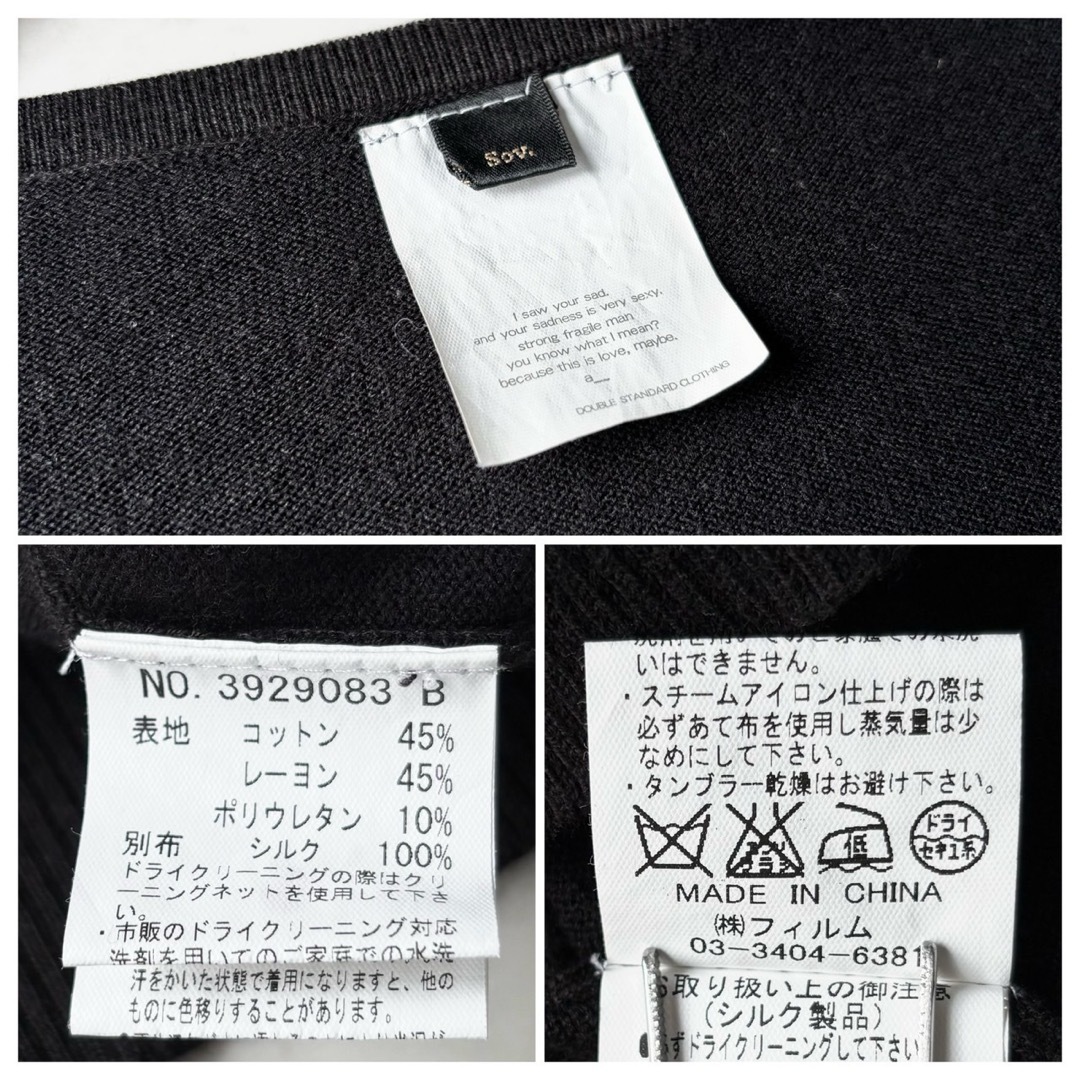 Sov.
I saw your sad.
and your sadness is very sexy.
strong fragile man
you know what I mean?
because this is love, maybe.
a__
DOUBLE STANDARD CLOTHING
NO. 3929083 B
表地 コットン 45%
レーヨン 45%
ポリウレタン 10%
別布 シルク 100%
ドライクリーニングの際はクリ
ーニングネットを使用して下さ
い。
・市販のドライクリーニング対応
洗剤を用いてのご家庭での水洗
汗をかいた状態で着用になりますと、他の
ものに色移りすることがあります。
いはできません。
・スチームアイロン仕上げの際は
必ずあて布を使用し蒸気量は少
なめにして下さい。
・タンブラー乾燥はお避け下さい。
低 ドライ セキユ系
MADE IN CHINA
㈱フィルム
03-3404-6381
お取り扱い上の御注意
(シルク製品)
●必ずドライクリーニングして下さい